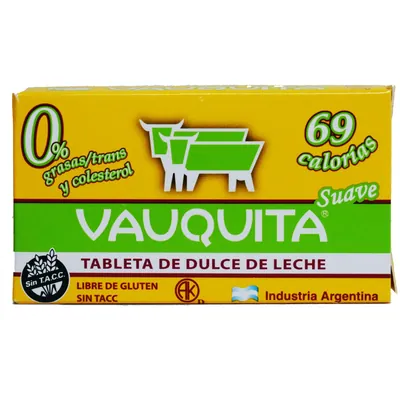 0%
grasas/trans
y colesterol
69
calorías
Suave
VAUQUITA®
TABLETA DE DULCE DE LECHE
Sin T.A.C.C.
LIBRE DE GLUTEN
SIN TACC
AK
D
Industria Argentina